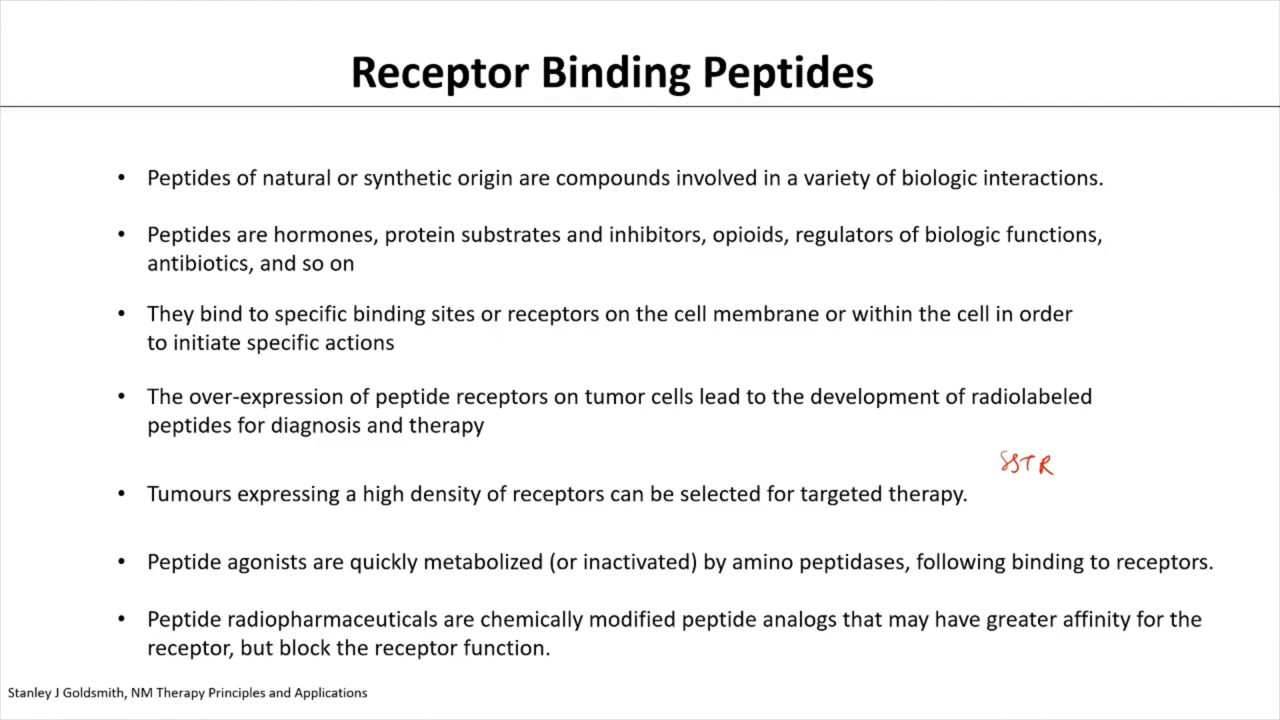 Receptor Binding Peptides
• Peptides of natural or synthetic origin are compounds involved in a variety of biologic interactions.
• Peptides are hormones, protein substrates and inhibitors, opioids, regulators of biologic functions,
antibiotics, and so on
• They bind to specific binding sites or receptors on the cell membrane or within the cell in order
to initiate specific actions
• The over-expression of peptide receptors on tumor cells lead to the development of radiolabeled
peptides for diagnosis and therapy
SSTR
• Tumours expressing a high density of receptors can be selected for targeted therapy.
• Peptide agonists are quickly metabolized (or inactivated) by amino peptidases, following binding to receptors.
• Peptide radiopharmaceuticals are chemically modified peptide analogs that may have greater affinity for the
receptor, but block the receptor function.
Stanley J Goldsmith, NM Therapy Principles and Applications